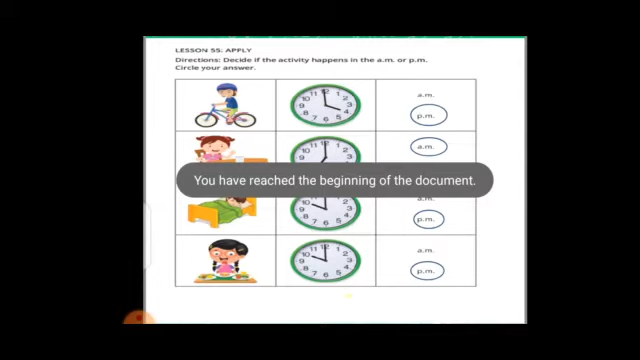 LESSON 55: APPLY
Directions: Decide if the activity happens in the a.m. or p.m.
Circle your answer.
a.m.
p.m.
a.m.
You have reached the beginning of the document.
a.m.
p.m.
a.m.
p.m.